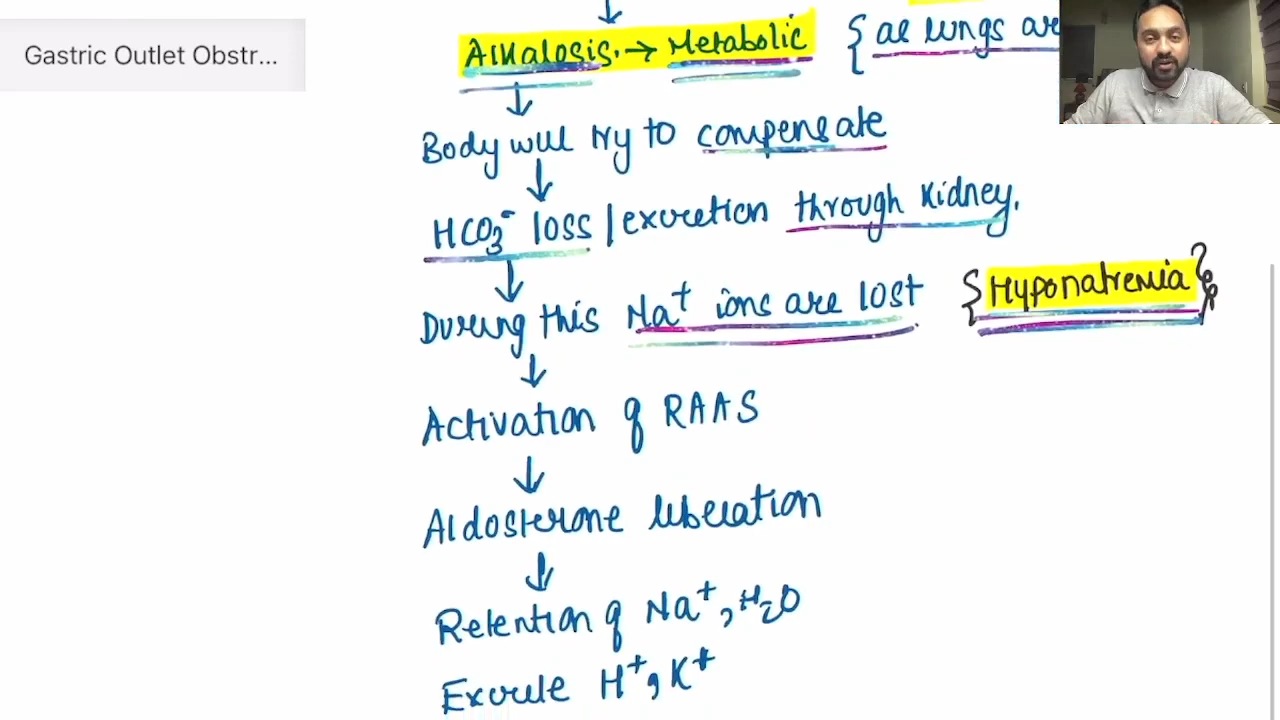 Gastric Outlet Obstr...
Alkalosis. → Metabolic { as lungs are
↓
Body will try to compensate
↓
HCO₃⁻ loss / excretion through kidney.
↓
During this Na⁺ ions are lost { Hyponatremia }
↓
Activation of RAAS
↓
Aldosterone liberation
↓
Retention of Na⁺, H₂O
Excrete H⁺, K⁺